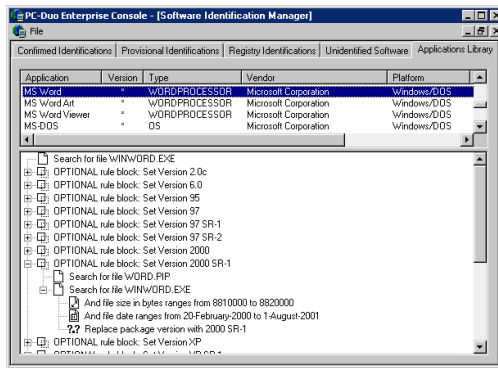 PC-Duo Enterprise Console - [Software Identification Manager]
File
Confirmed Identifications Provisional Identifications Registry Identifications Unidentified Software Applications Library
Application Version Type Vendor Platform
MS Word * WORDPROCESSOR Microsoft Corporation Windows/DOS
MS Word Art * WORDPROCESSOR Microsoft Corporation Windows/DOS
MS Word Viewer * WORDPROCESSOR Microsoft Corporation Windows/DOS
MS-DOS * OS Microsoft Corporation Windows/DOS
Search for file WINWORD.EXE
OPTIONAL rule block: Set Version 2.0c
OPTIONAL rule block: Set Version 6.0
OPTIONAL rule block: Set Version 95
OPTIONAL rule block: Set Version 97
OPTIONAL rule block: Set Version 97 SR-1
OPTIONAL rule block: Set Version 97 SR-2
OPTIONAL rule block: Set Version 2000
OPTIONAL rule block: Set Version 2000 SR-1
Search for file WORD.PIP
Search for file WINWORD.EXE
And file size in bytes ranges from 8810000 to 8820000
And file date ranges from 20-February-2000 to 1-August-2001
?.? Replace package version with 2000 SR-1
OPTIONAL rule block: Set Version XP
OPTIONAL rule block: Set Version XP SR-1